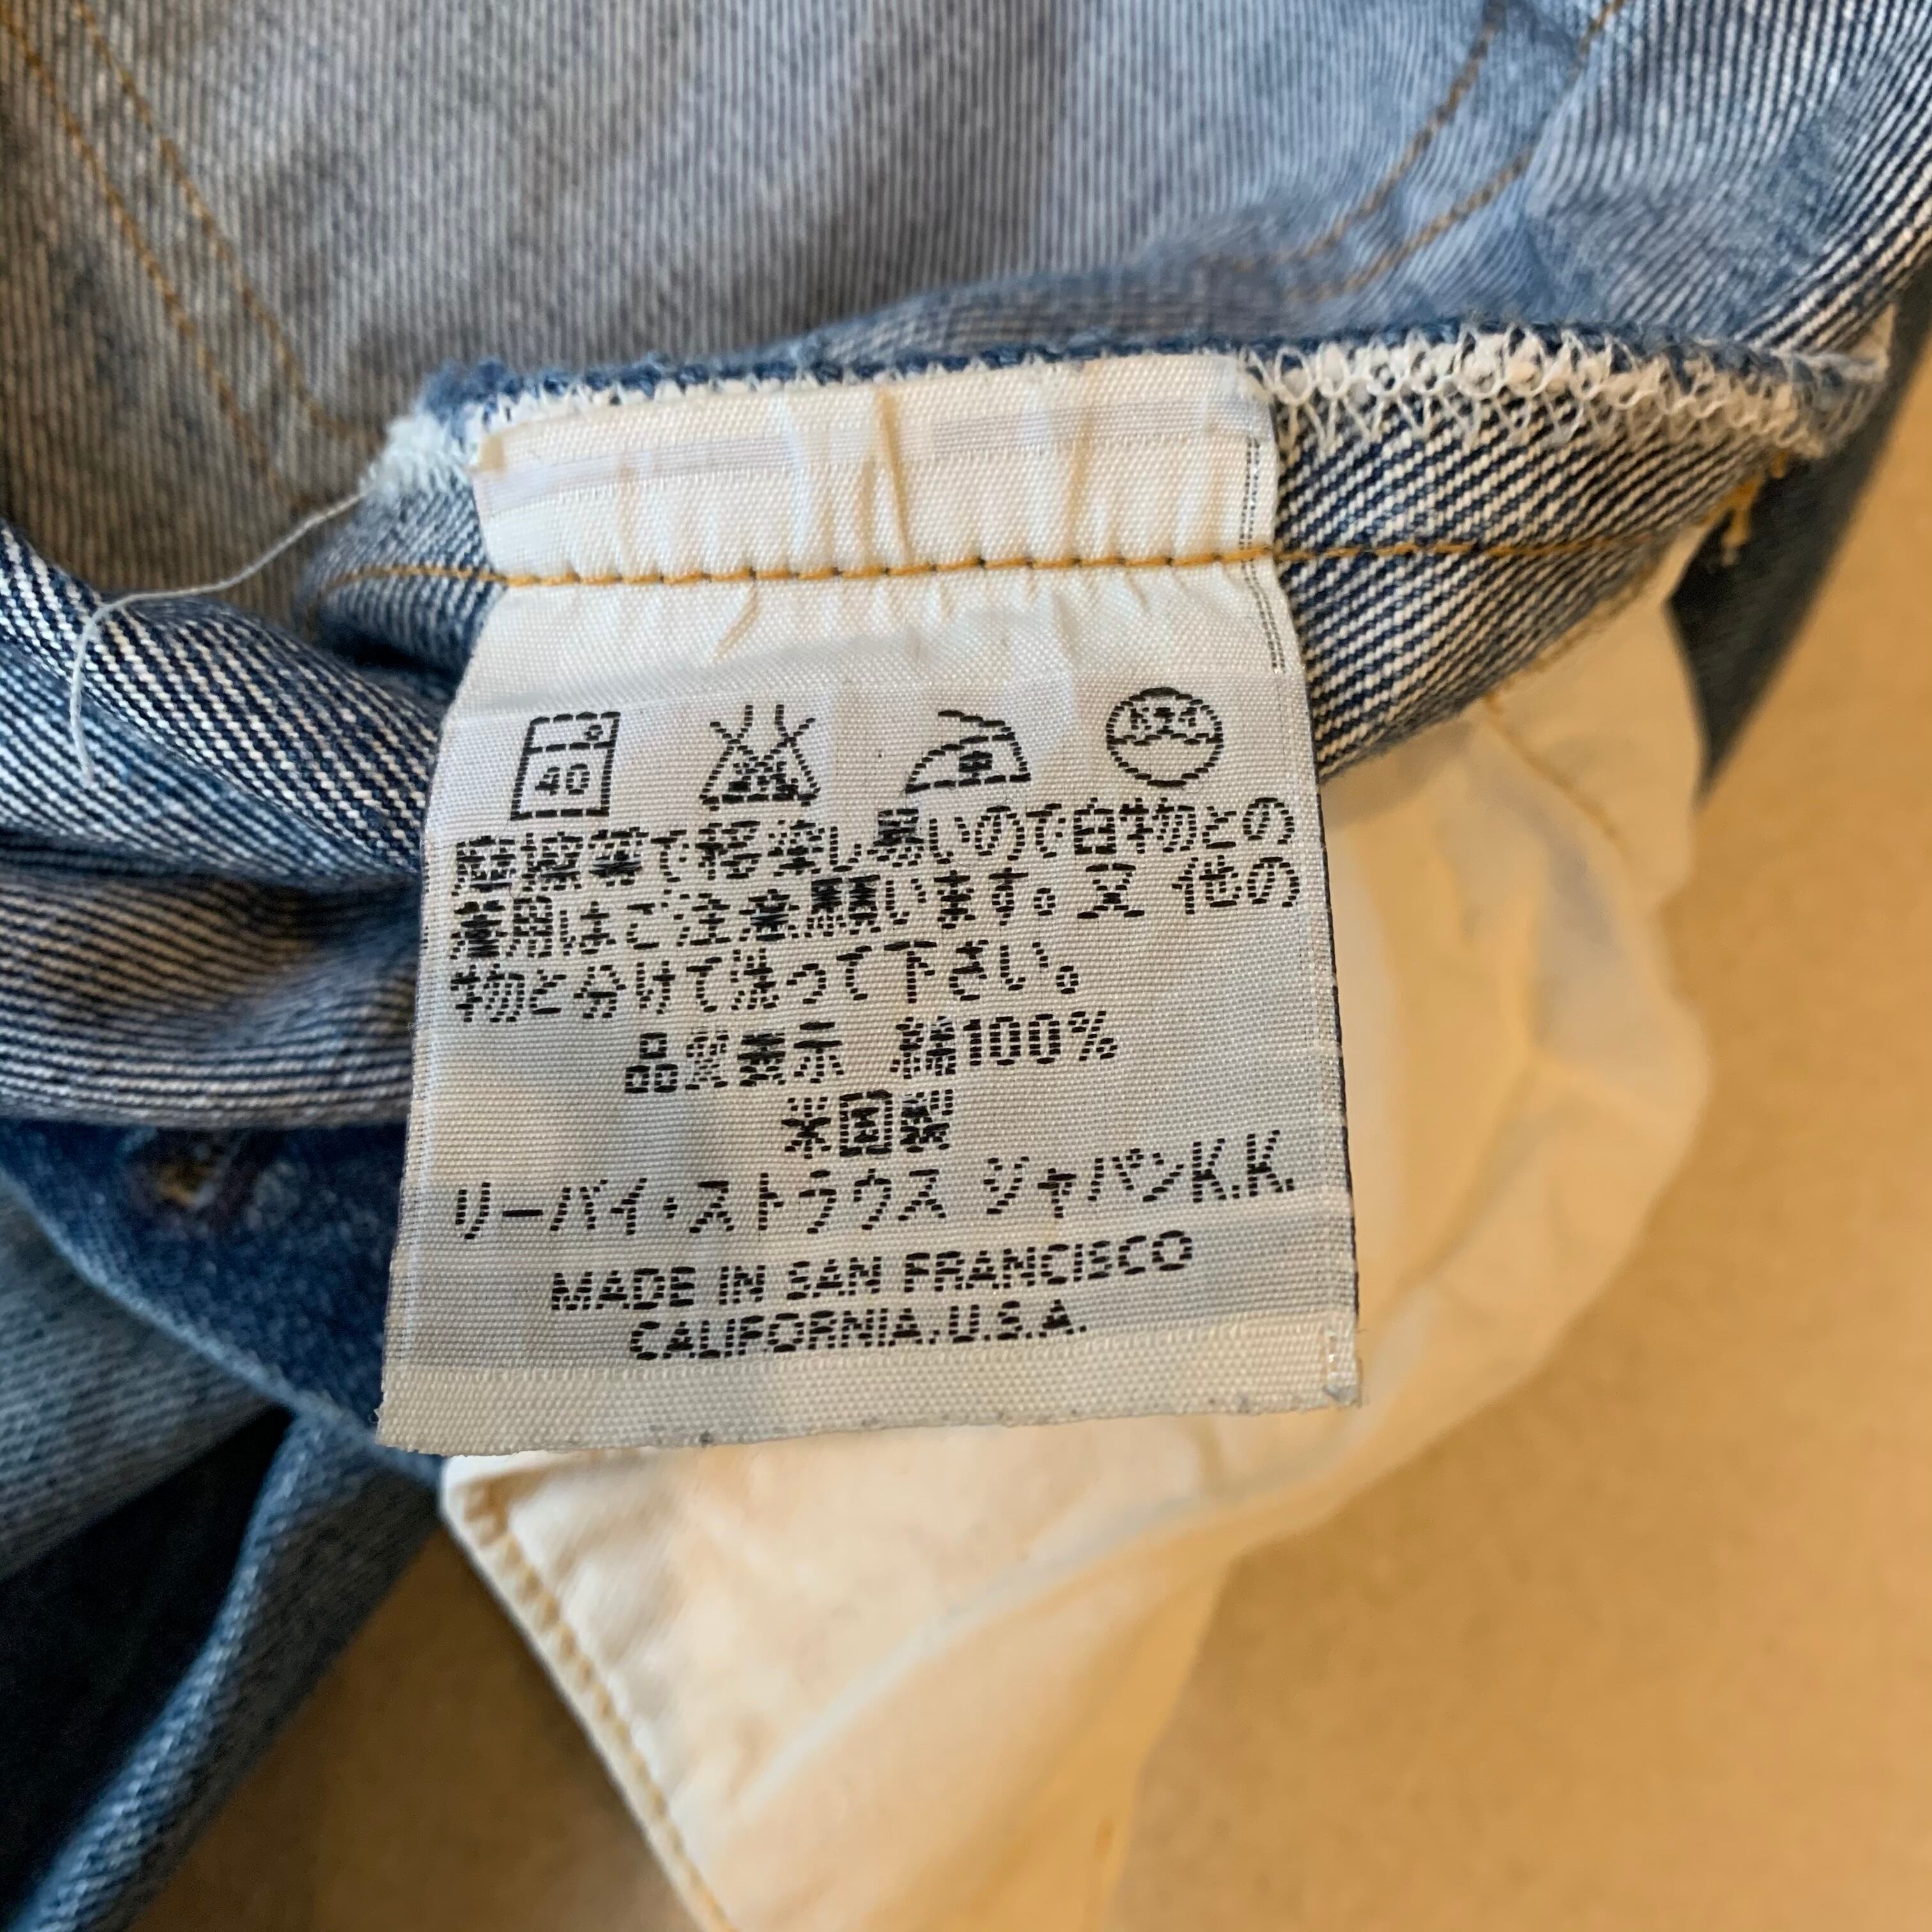 40
摩擦等で移染し易いので白物との
着用はご注意願います。又 他の
物と分けて洗って下さい。
品質表示 綿100%
米国製
リーバイ・ストラウス ジャパンK.K.
MADE IN SAN FRANCISCO
CALIFORNIA, U.S.A.